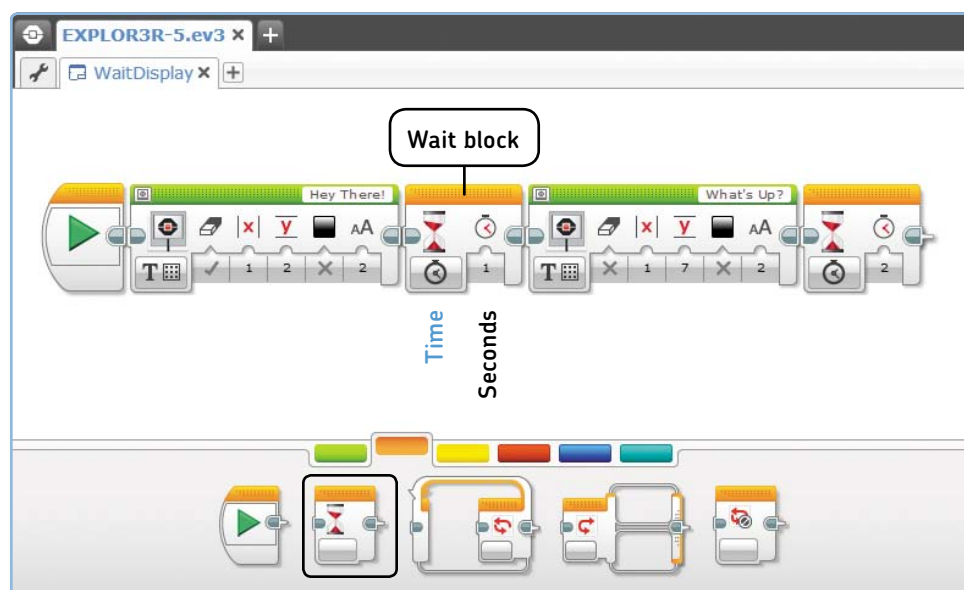 EXPLOR3R-5.ev3
WaitDisplay
Wait block
Hey There!
What's Up?
x y AA
x y AA
T 1 2 2
1
T 1 7 2
2
Time
Seconds